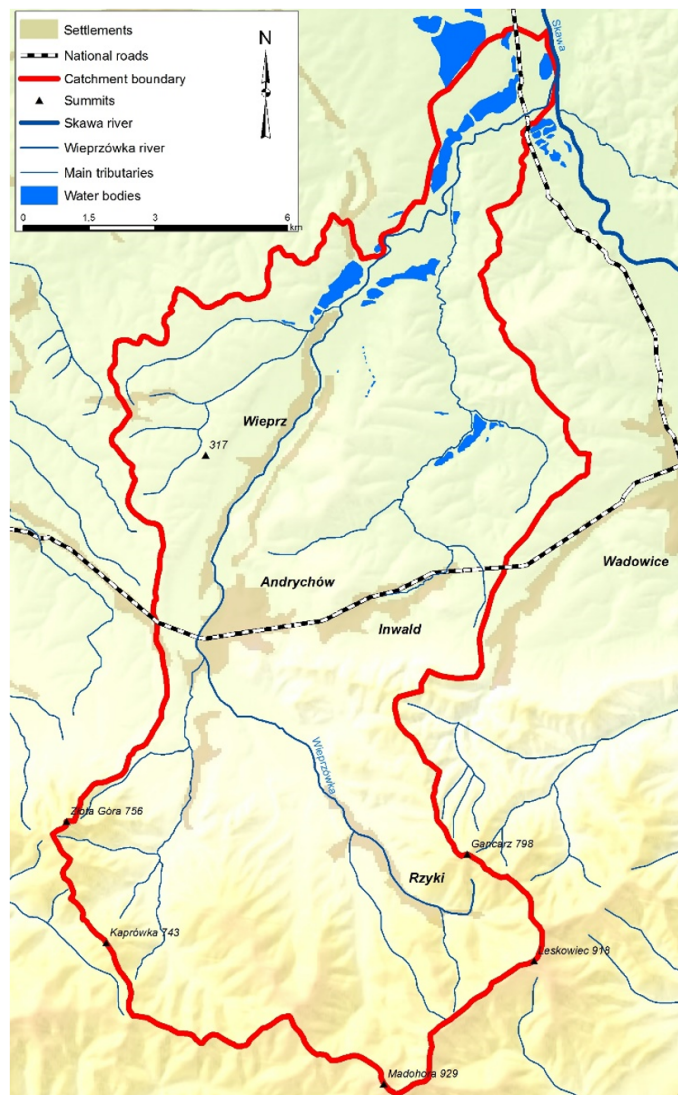 Settlements
National roads
Catchment boundary
Summits
Skawa river
Wieprzówka river
Main tributaries
Water bodies
0 1.5 3 6
km
N
Skawa
Wieprz
317
Andrychów
Wadowice
Inwald
Wieprzówka
Złota Góra 756
Gancarz 798
Rzyki
Kaprówka 743
Leskowiec 918
Madohora 929